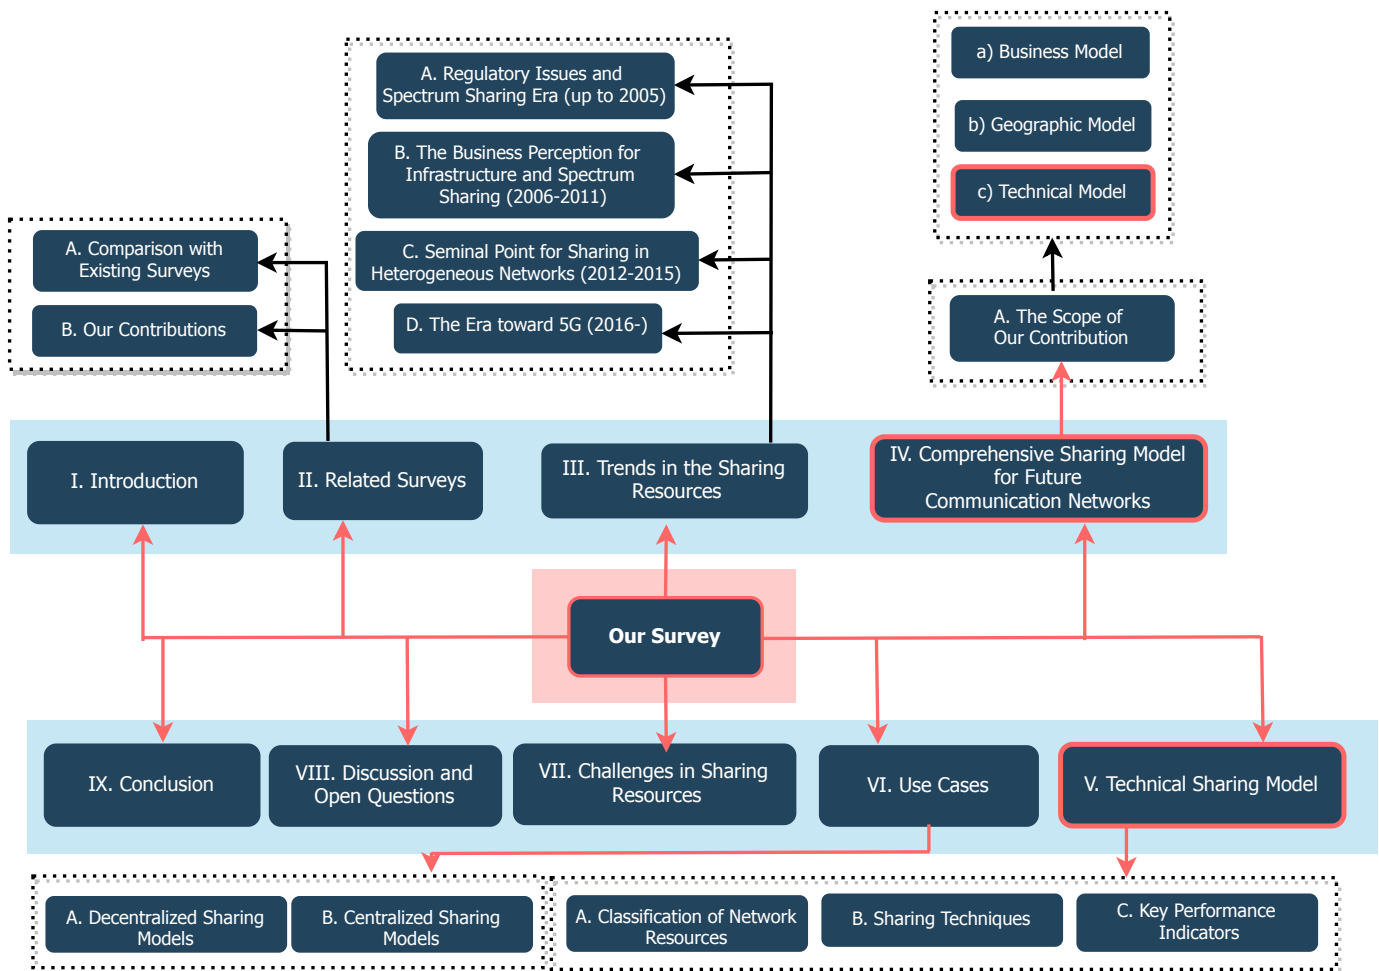 A. Regulatory Issues and
Spectrum Sharing Era (up to 2005)
B. The Business Perception for
Infrastructure and Spectrum
Sharing (2006-2011)
C. Seminal Point for Sharing in
Heterogeneous Networks (2012-2015)
D. The Era toward 5G (2016-)
a) Business Model
b) Geographic Model
c) Technical Model
A. Comparison with
Existing Surveys
B. Our Contributions
A. The Scope of
Our Contribution
I. Introduction
II. Related Surveys
III. Trends in the Sharing
Resources
IV. Comprehensive Sharing Model
for Future
Communication Networks
Our Survey
IX. Conclusion
VIII. Discussion and
Open Questions
VII. Challenges in Sharing
Resources
VI. Use Cases
V. Technical Sharing Model
A. Decentralized Sharing
Models
B. Centralized Sharing
Models
A. Classification of Network
Resources
B. Sharing Techniques
C. Key Performance
Indicators